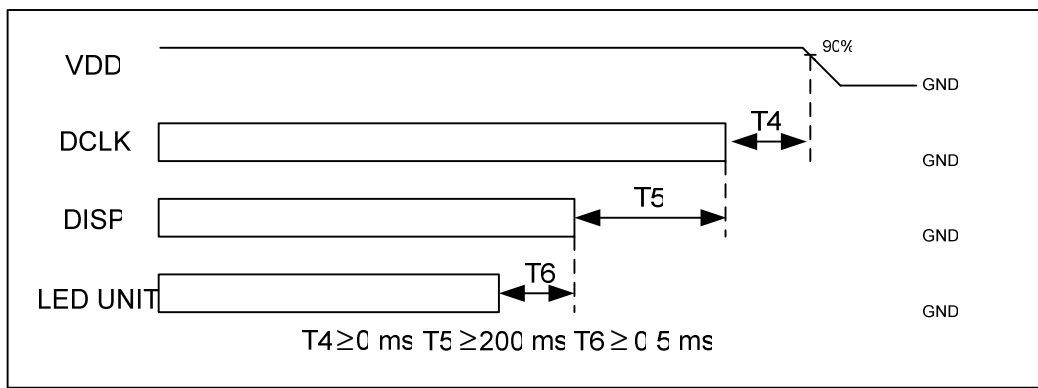 VDD
90%
GND
DCLK
T4
GND
DISP
T5
GND
LED UNIT
T6
GND
T4≥0 ms T5≥200 ms T6≥0 5 ms